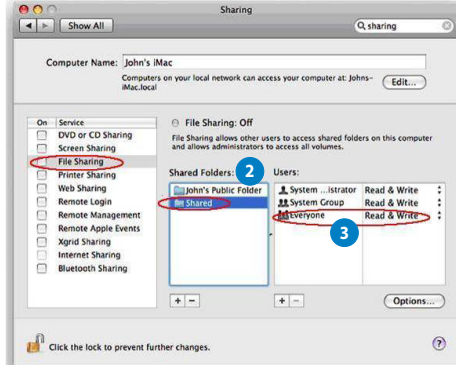 Sharing
Show All
sharing
Computer Name: John's iMac
Computers on your local network can access your computer at: Johns-
iMac.local
Edit...
On Service
DVD or CD Sharing
Screen Sharing
File Sharing
Printer Sharing
Web Sharing
Remote Login
Remote Management
Remote Apple Events
Xgrid Sharing
Internet Sharing
Bluetooth Sharing
File Sharing: Off
File Sharing allows other users to access shared folders on this computer
and allows administrators to access all volumes.
Shared Folders: 2 Users:
John's Public Folder
Shared
System ...istrator Read & Write
System Group Read & Write
Everyone Read & Write
3
+ − + − Options...
Click the lock to prevent further changes.
?